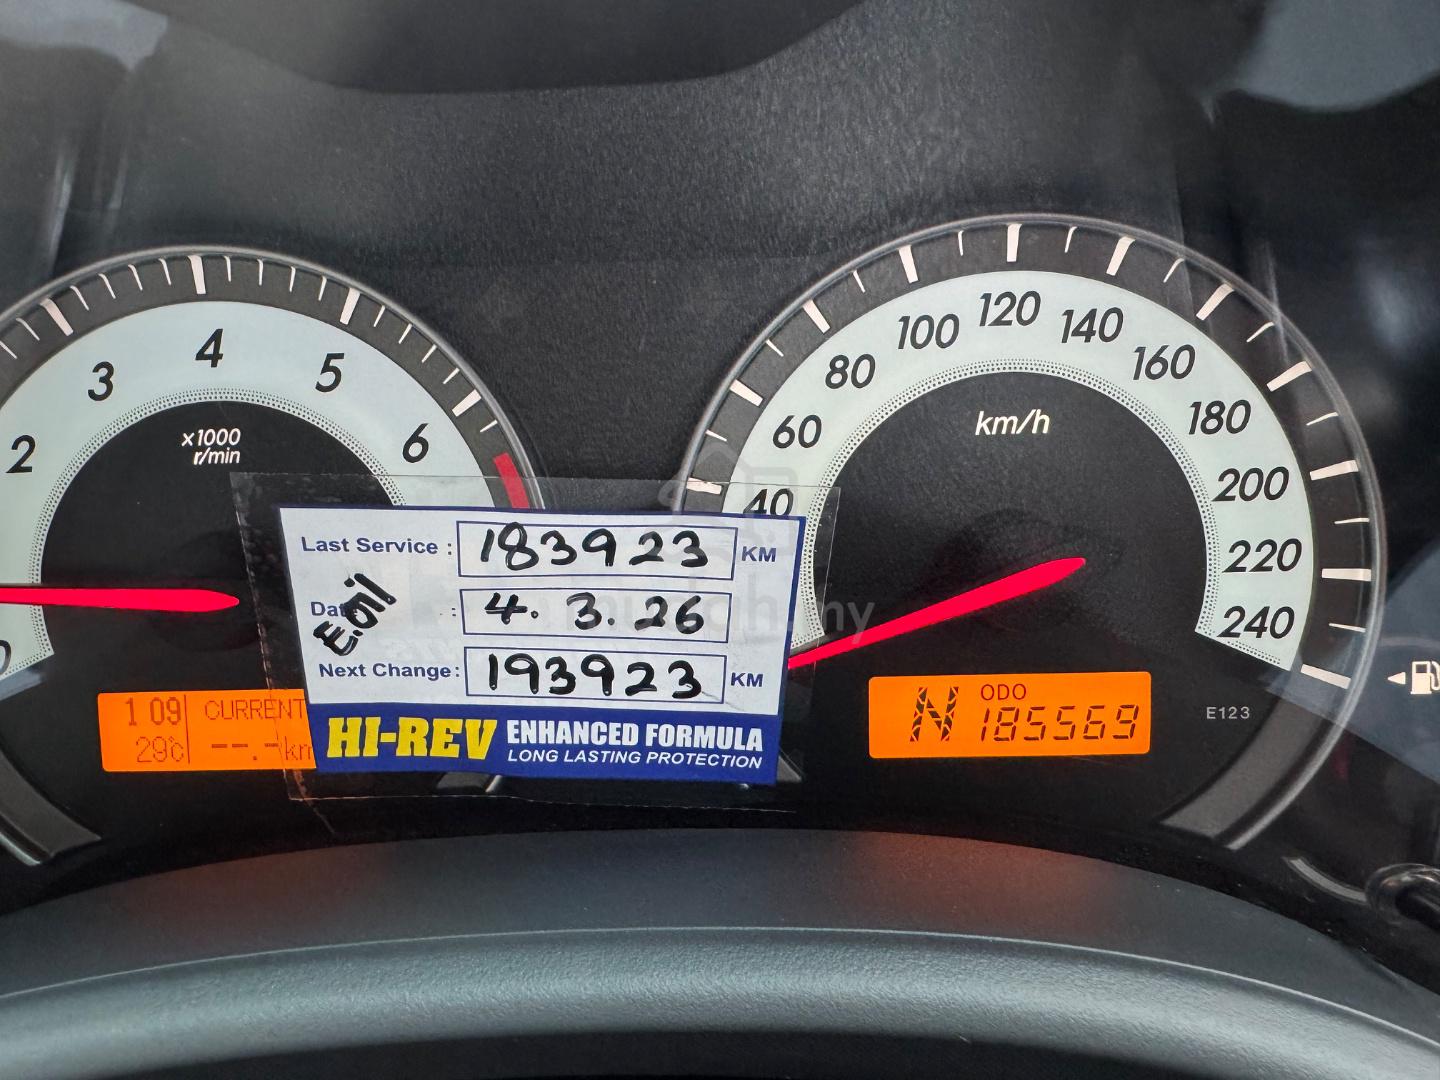 2 3 4 5 6
x1000
r/min
40 60 80 100 120 140 160 180 200 220 240
km/h
Last Service : 183923 KM
Date : 4. 3. 26
E.Oil
Next Change : 193923 KM
HI-REV ENHANCED FORMULA
LONG LASTING PROTECTION
1 09 CURRENT
29°C --.- km
N ODO
185569
E123